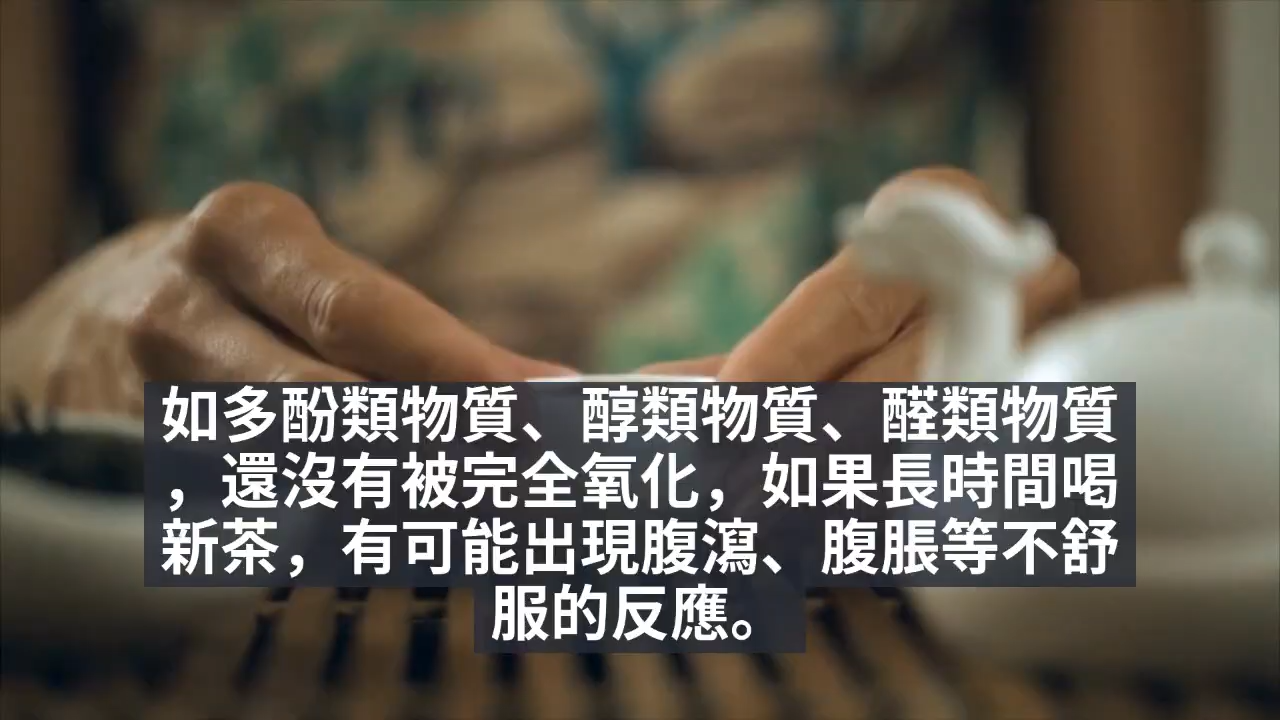 如多酚類物質、醇類物質、醛類物質
，還沒有被完全氧化，如果長時間喝
新茶，有可能出現腹瀉、腹脹等不舒
服的反應。